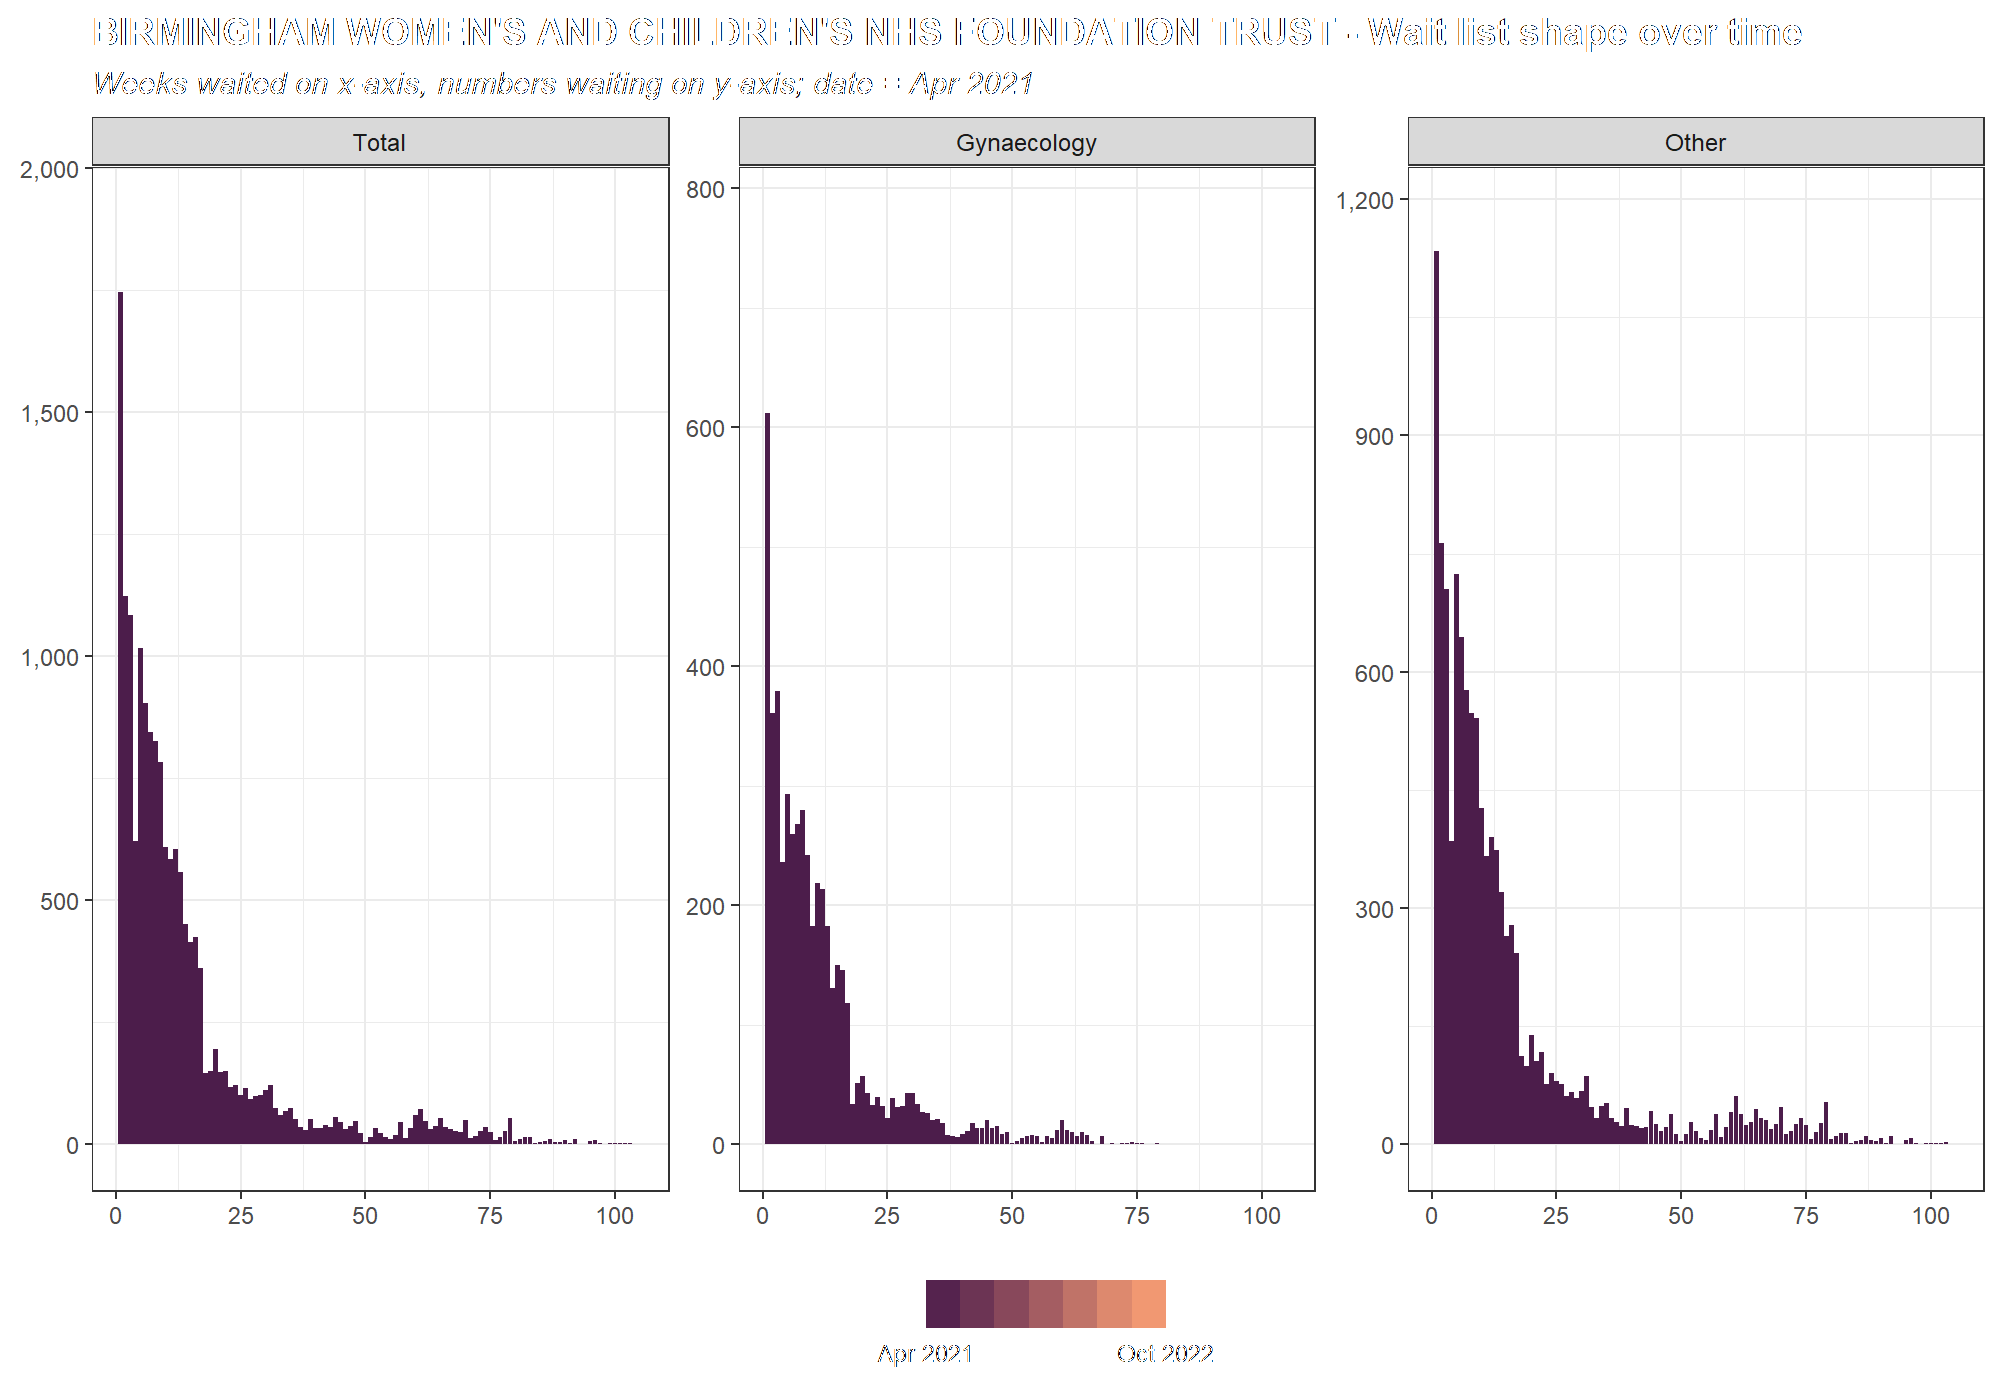 BIRMINGHAM WOMEN'S AND CHILDREN'S NHS FOUNDATION TRUST - Wait list shape over time
Weeks waited on x-axis, numbers waiting on y-axis; date = Apr 2021
Total
Gynaecology
Other
2,000
1,500
1,000
500
0
800
600
400
200
0
1,200
900
600
300
0
0 25 50 75 100
0 25 50 75 100
0 25 50 75 100
Apr 2021
Oct 2022